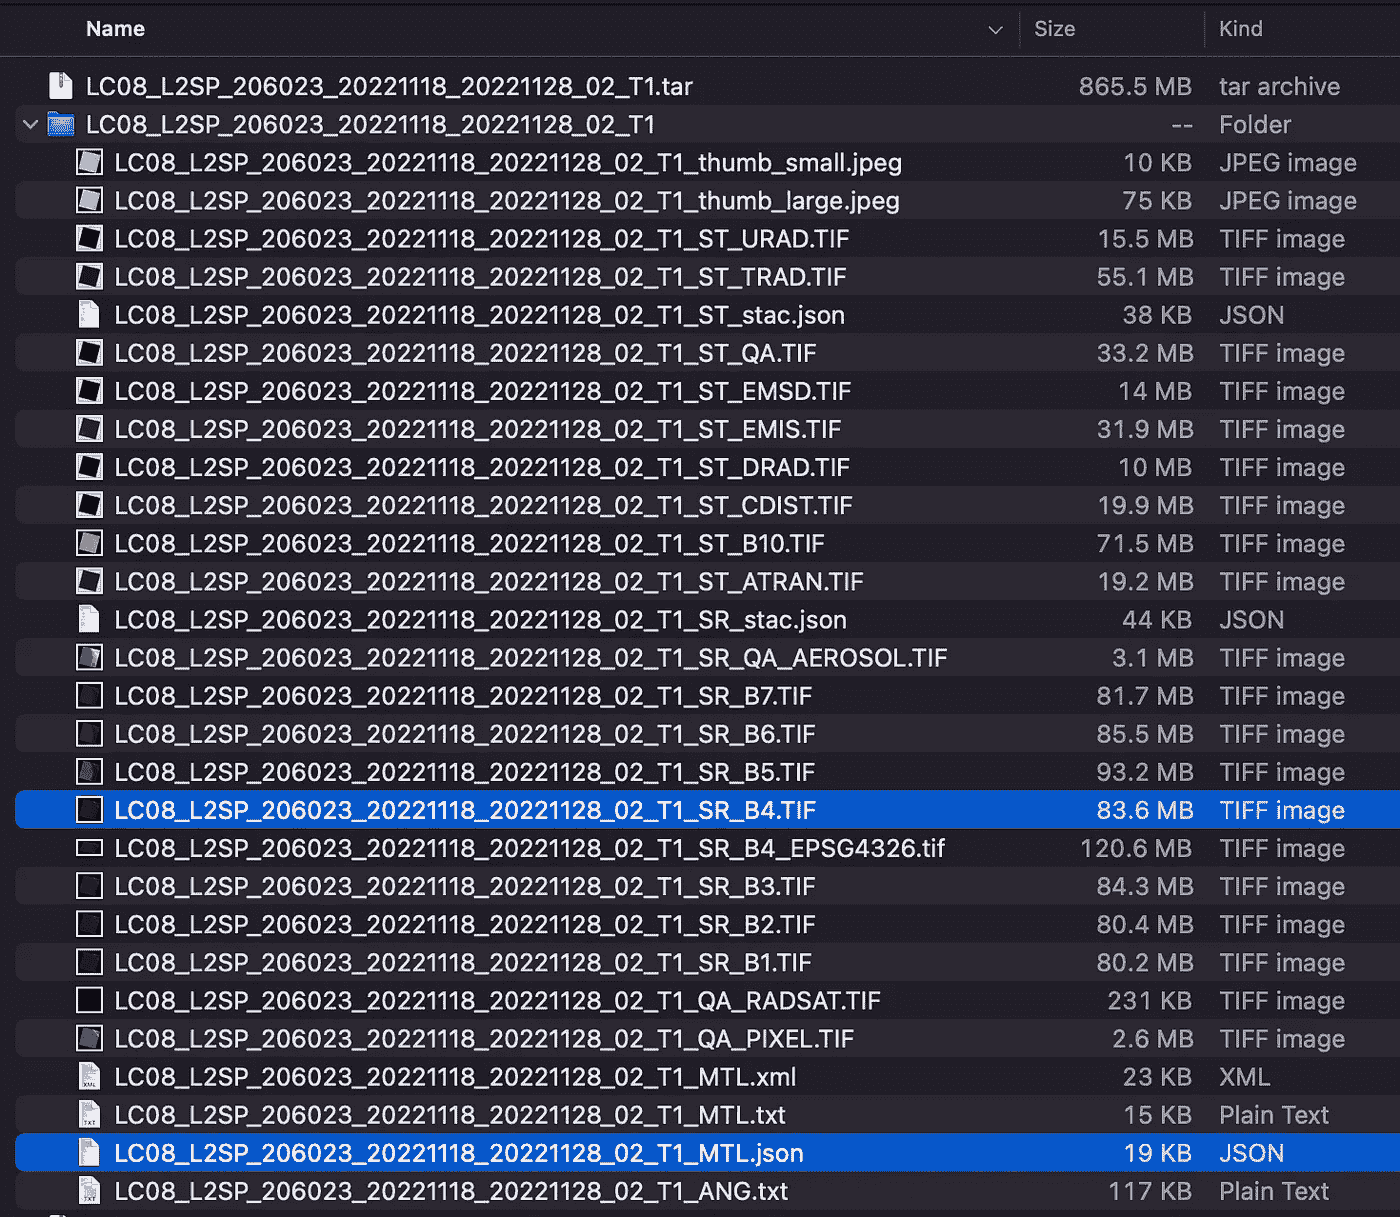 Name Size Kind
LC08_L2SP_206023_20221118_20221128_02_T1.tar 865.5 MB tar archive
LC08_L2SP_206023_20221118_20221128_02_T1 -- Folder
LC08_L2SP_206023_20221118_20221128_02_T1_thumb_small.jpeg 10 KB JPEG image
LC08_L2SP_206023_20221118_20221128_02_T1_thumb_large.jpeg 75 KB JPEG image
LC08_L2SP_206023_20221118_20221128_02_T1_ST_URAD.TIF 15.5 MB TIFF image
LC08_L2SP_206023_20221118_20221128_02_T1_ST_TRAD.TIF 55.1 MB TIFF image
LC08_L2SP_206023_20221118_20221128_02_T1_ST_stac.json 38 KB JSON
LC08_L2SP_206023_20221118_20221128_02_T1_ST_QA.TIF 33.2 MB TIFF image
LC08_L2SP_206023_20221118_20221128_02_T1_ST_EMSD.TIF 14 MB TIFF image
LC08_L2SP_206023_20221118_20221128_02_T1_ST_EMIS.TIF 31.9 MB TIFF image
LC08_L2SP_206023_20221118_20221128_02_T1_ST_DRAD.TIF 10 MB TIFF image
LC08_L2SP_206023_20221118_20221128_02_T1_ST_CDIST.TIF 19.9 MB TIFF image
LC08_L2SP_206023_20221118_20221128_02_T1_ST_B10.TIF 71.5 MB TIFF image
LC08_L2SP_206023_20221118_20221128_02_T1_ST_ATRAN.TIF 19.2 MB TIFF image
LC08_L2SP_206023_20221118_20221128_02_T1_SR_stac.json 44 KB JSON
LC08_L2SP_206023_20221118_20221128_02_T1_SR_QA_AEROSOL.TIF 3.1 MB TIFF image
LC08_L2SP_206023_20221118_20221128_02_T1_SR_B7.TIF 81.7 MB TIFF image
LC08_L2SP_206023_20221118_20221128_02_T1_SR_B6.TIF 85.5 MB TIFF image
LC08_L2SP_206023_20221118_20221128_02_T1_SR_B5.TIF 93.2 MB TIFF image
LC08_L2SP_206023_20221118_20221128_02_T1_SR_B4.TIF 83.6 MB TIFF image
LC08_L2SP_206023_20221118_20221128_02_T1_SR_B4_EPSG4326.tif 120.6 MB TIFF image
LC08_L2SP_206023_20221118_20221128_02_T1_SR_B3.TIF 84.3 MB TIFF image
LC08_L2SP_206023_20221118_20221128_02_T1_SR_B2.TIF 80.4 MB TIFF image
LC08_L2SP_206023_20221118_20221128_02_T1_SR_B1.TIF 80.2 MB TIFF image
LC08_L2SP_206023_20221118_20221128_02_T1_QA_RADSAT.TIF 231 KB TIFF image
LC08_L2SP_206023_20221118_20221128_02_T1_QA_PIXEL.TIF 2.6 MB TIFF image
LC08_L2SP_206023_20221118_20221128_02_T1_MTL.xml 23 KB XML
LC08_L2SP_206023_20221118_20221128_02_T1_MTL.txt 15 KB Plain Text
LC08_L2SP_206023_20221118_20221128_02_T1_MTL.json 19 KB JSON
LC08_L2SP_206023_20221118_20221128_02_T1_ANG.txt 117 KB Plain Text